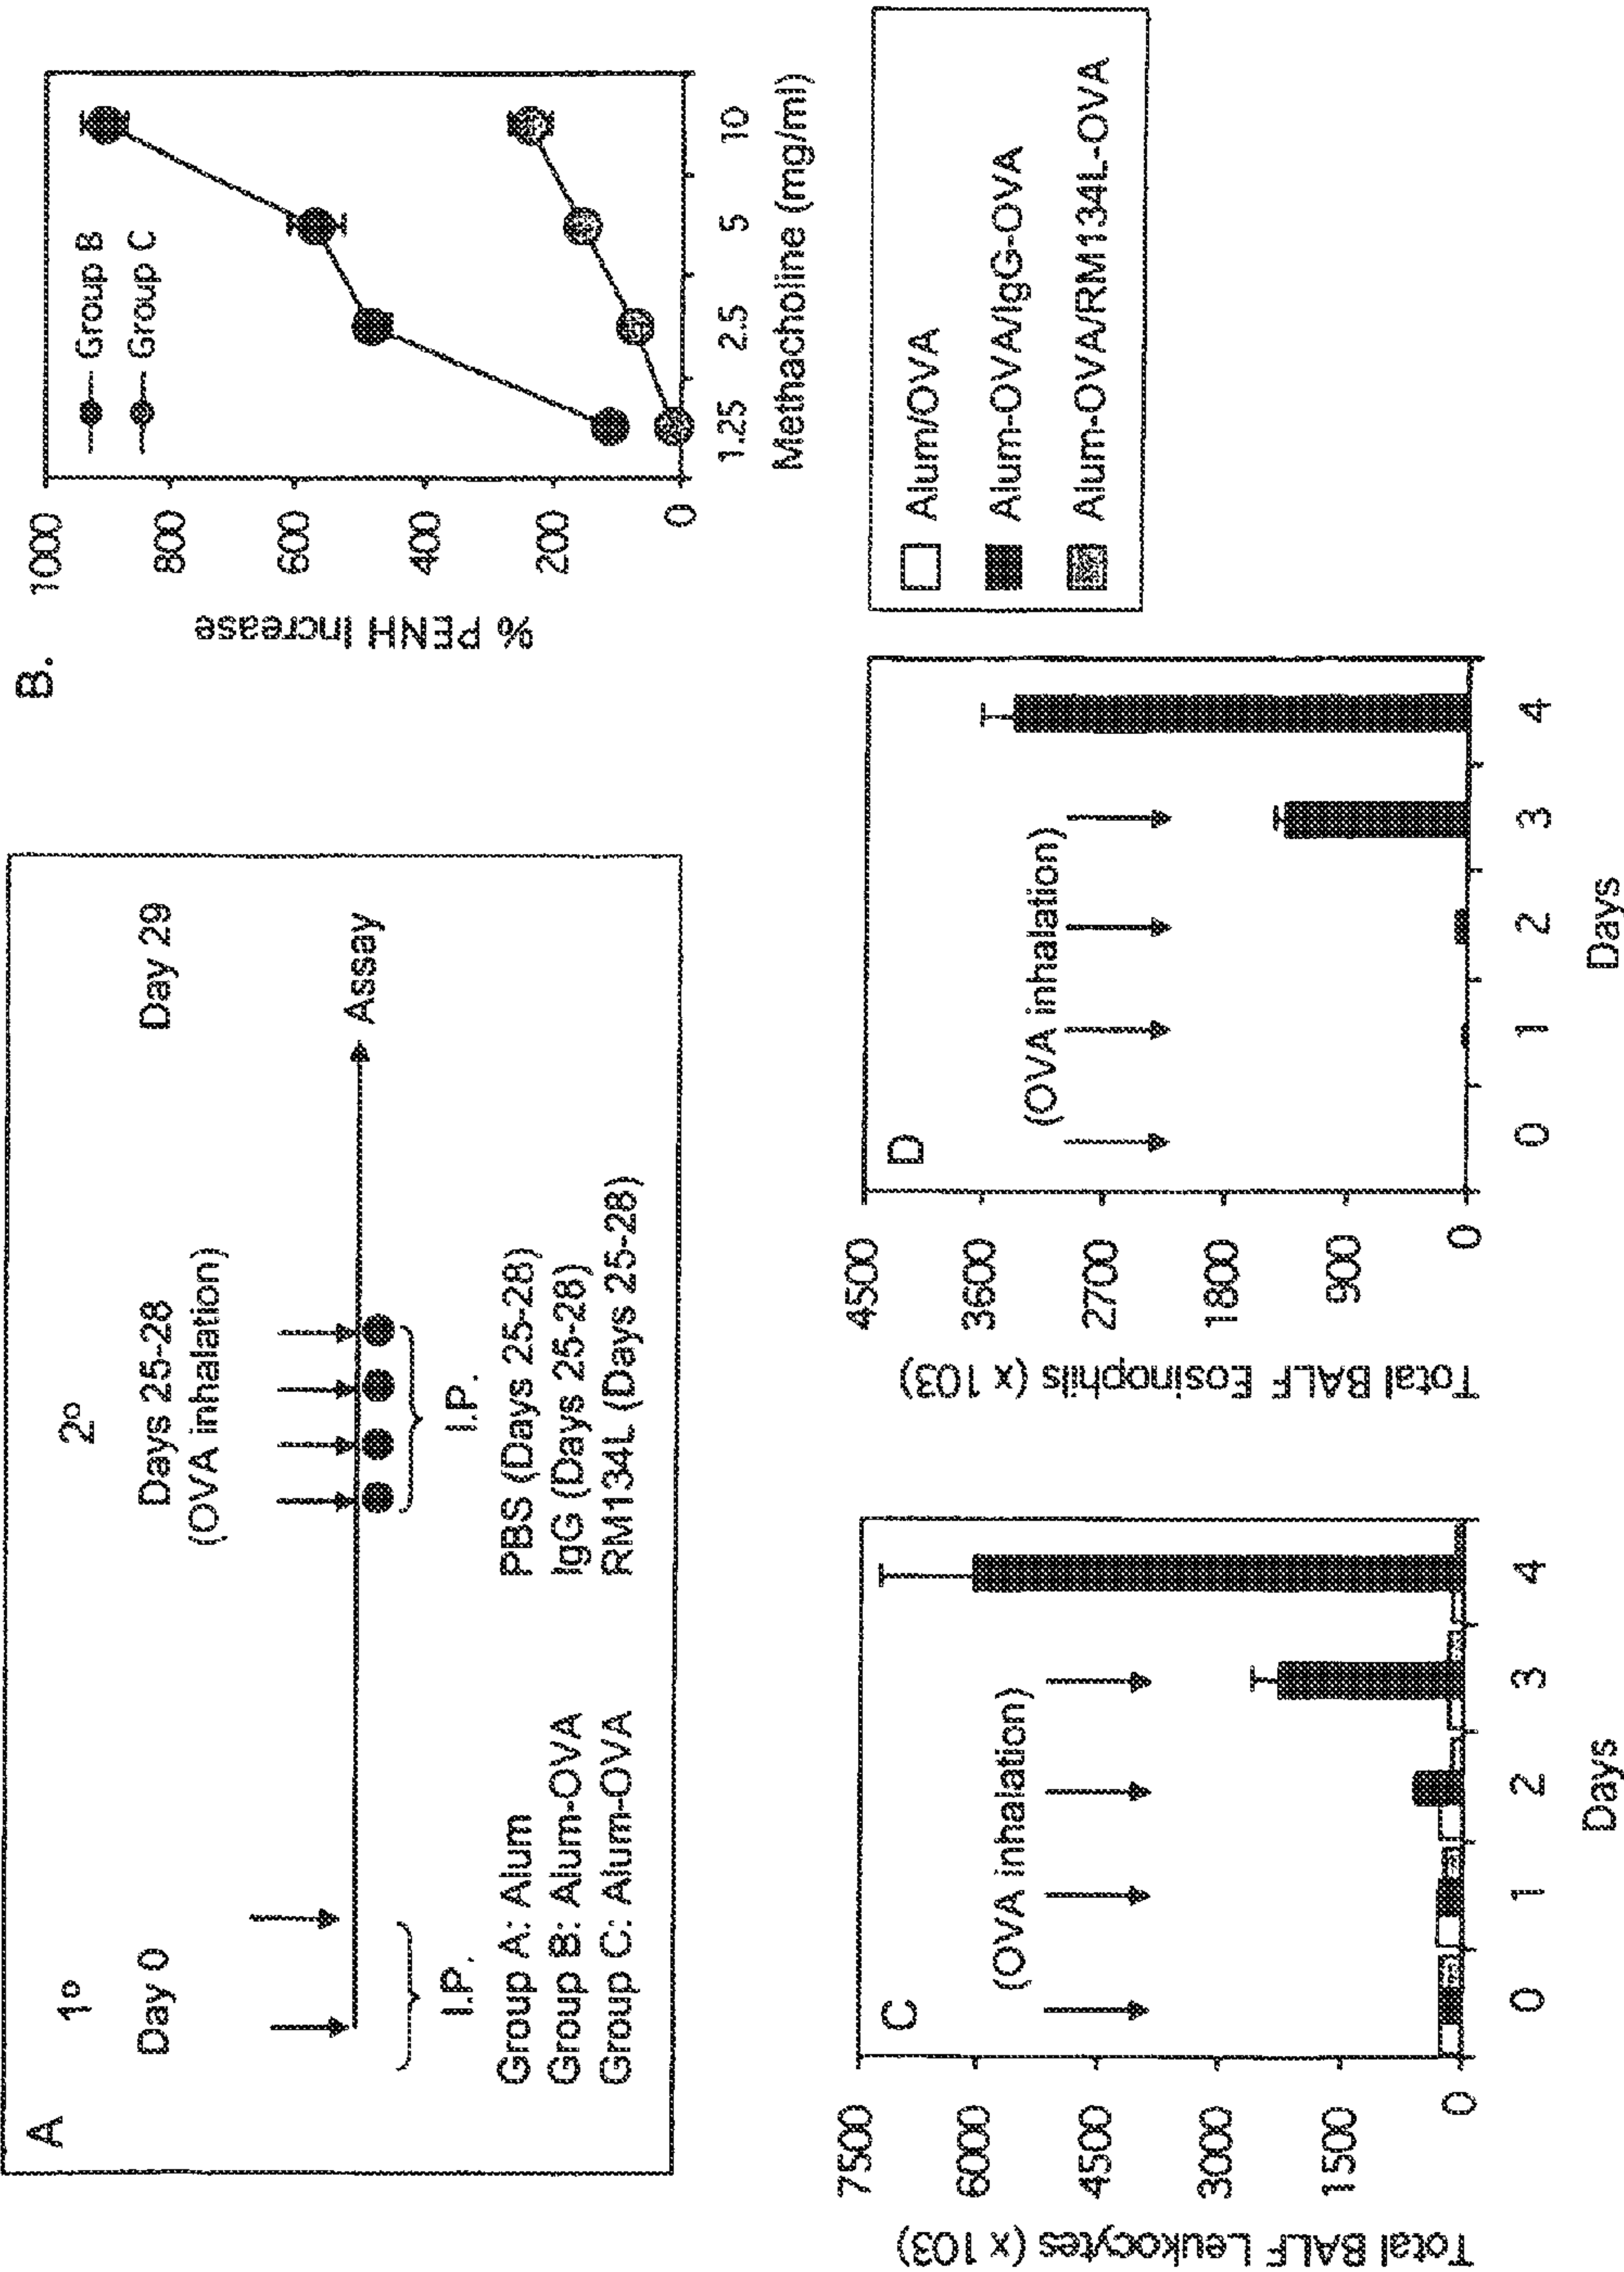 A
1º
2º
Day 0
Days 25-28
(OVA inhalation)
Day 29
Assay
I.P.
I.P.
Group A: Alum
Group B: Alum-OVA
Group C: Alum-OVA
PBS (Days 25-28)
IgG (Days 25-28)
RM134L (Days 25-28)
B.
% PENH Increase
1000
800
600
400
200
0
Group B
Group C
1.25 2.5 5 10
Methacholine (mg/ml)
C
Total BALF Leukocytes (x 103)
7500
6000
4500
3000
1500
0
(OVA inhalation)
0 1 2 3 4
Days
D
Total BALF Eosinophils (x 103)
4500
3600
2700
1800
900
0
(OVA inhalation)
0 1 2 3 4
Days
Alum/OVA
Alum-OVA/IgG-OVA
Alum-OVA/RM134L-OVA